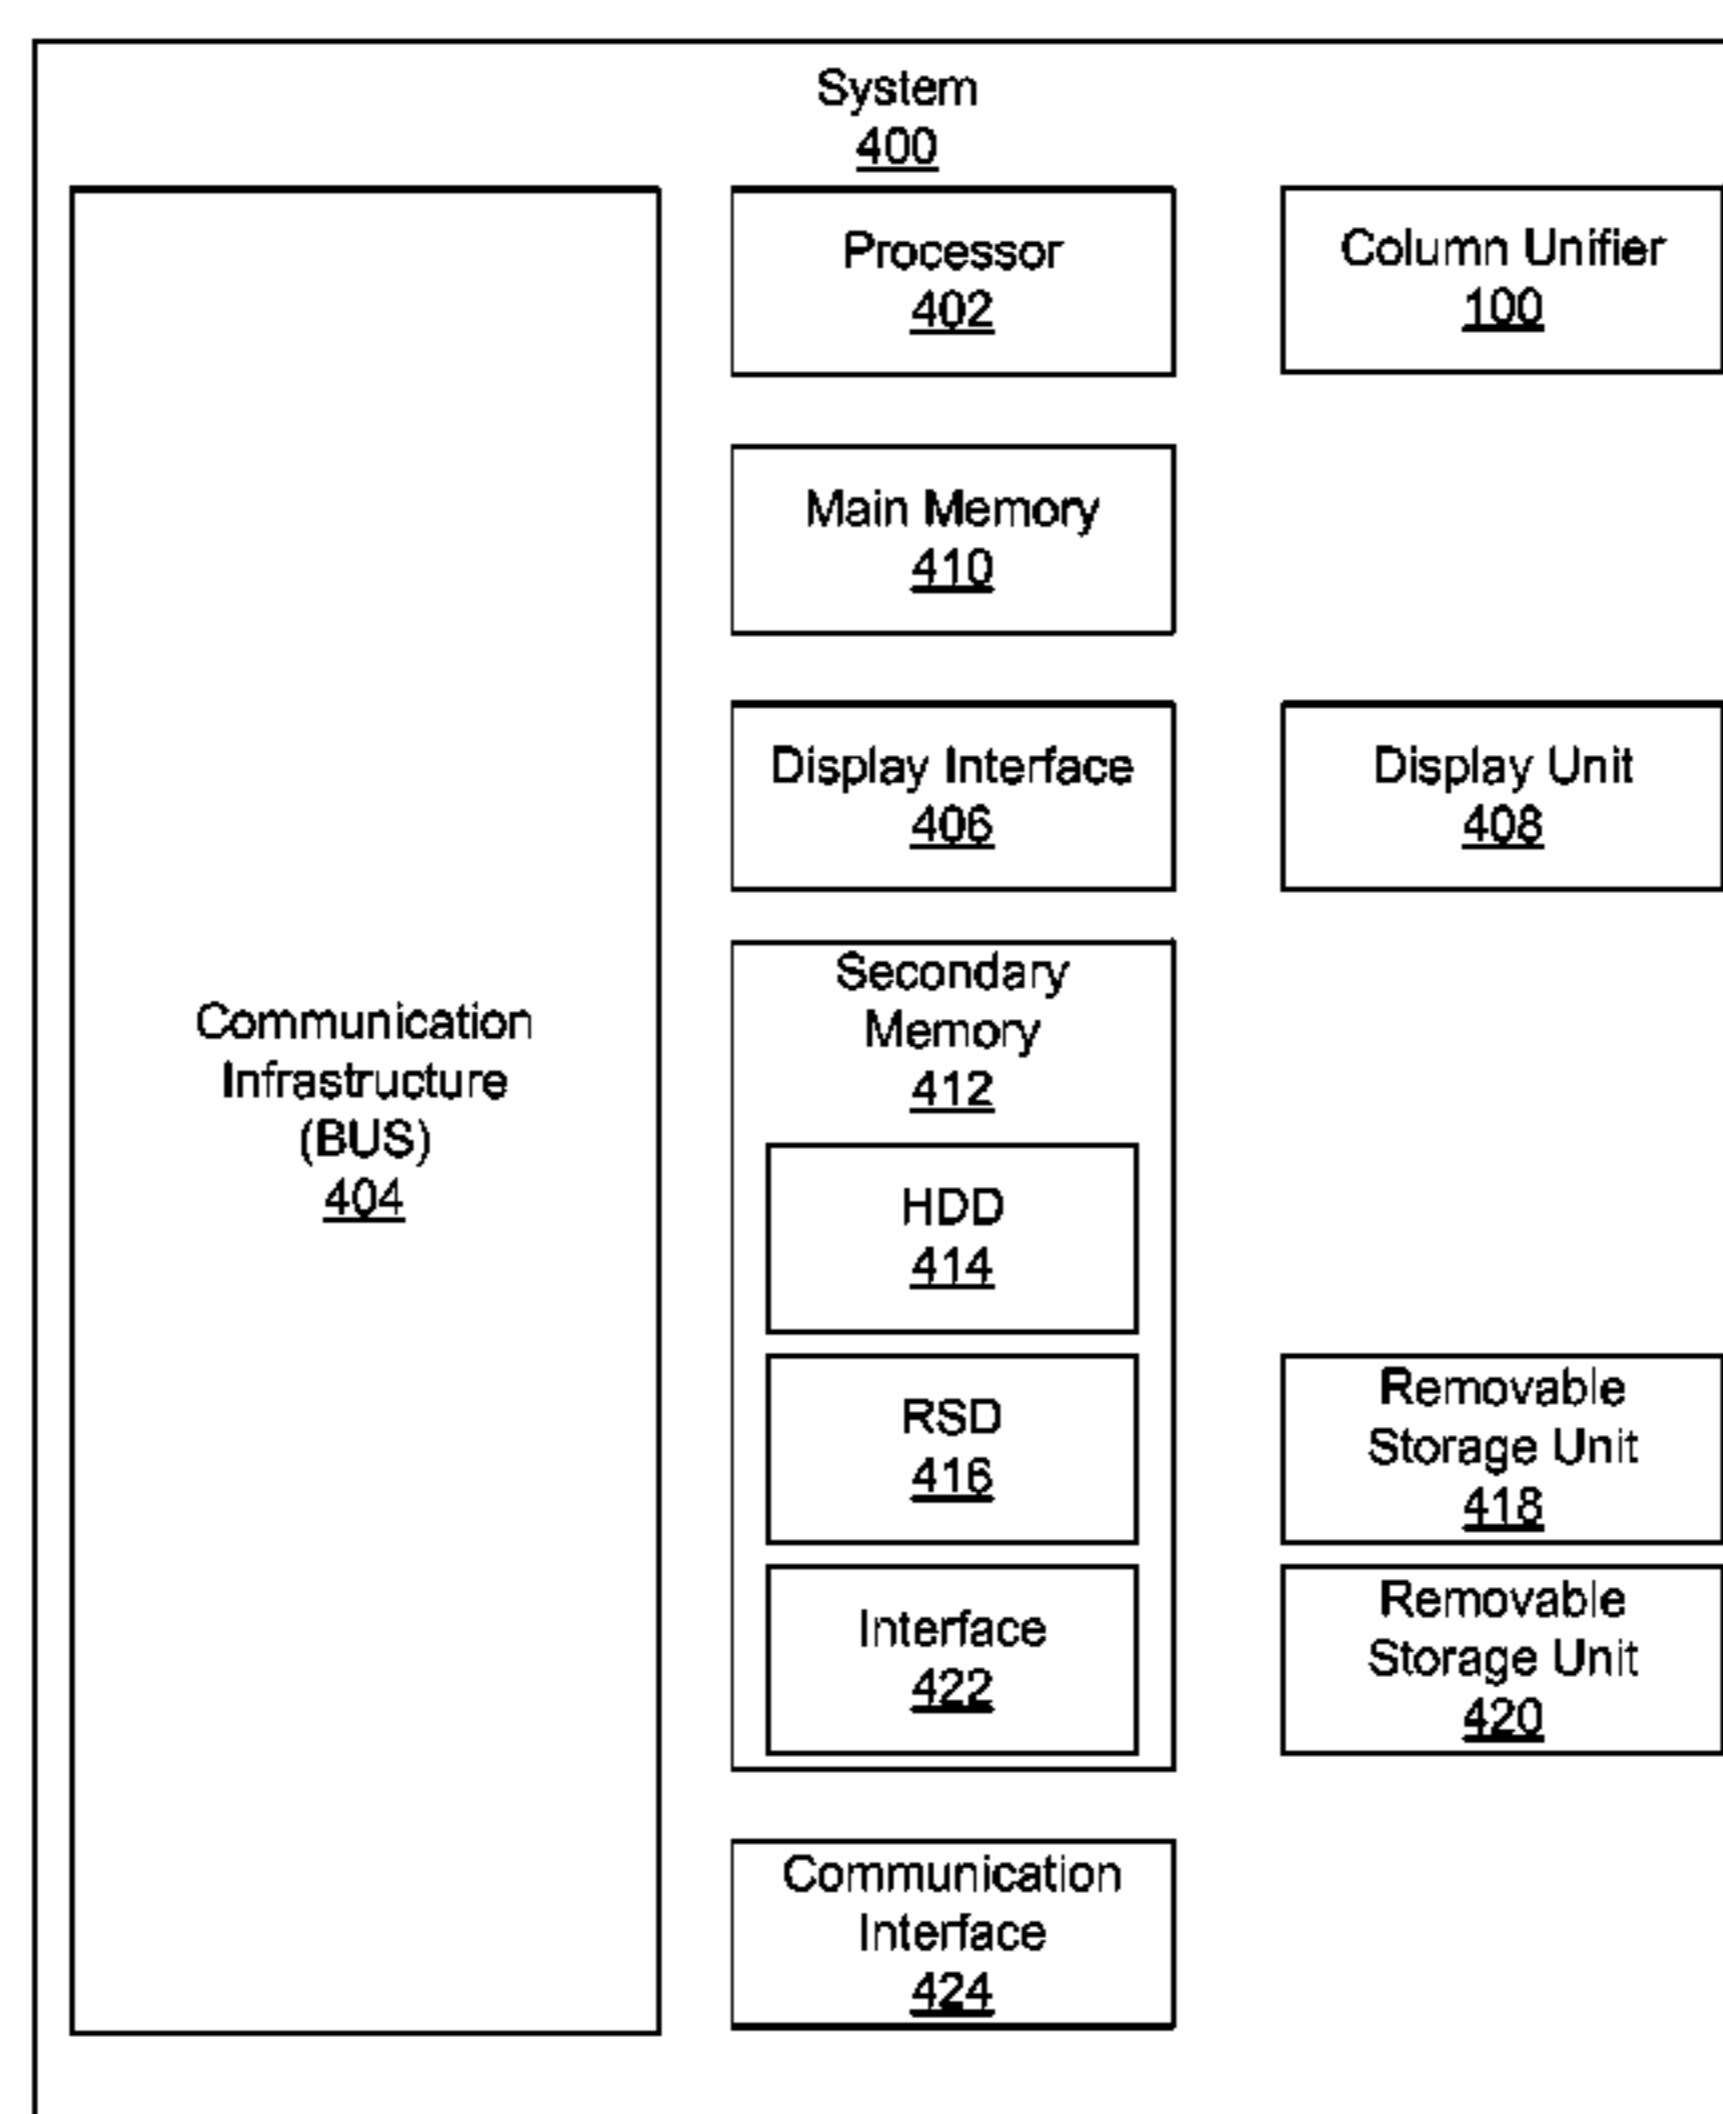 System
400
Processor
402
Column Unifier
100
Main Memory
410
Display Interface
406
Display Unit
408
Communication
Infrastructure
(BUS)
404
Secondary
Memory
412
HDD
414
RSD
416
Removable
Storage Unit
418
Interface
422
Removable
Storage Unit
420
Communication
Interface
424